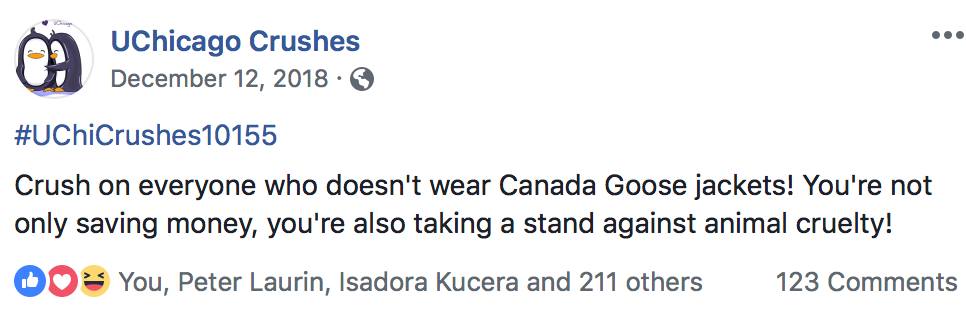 UChicago Crushes
December 12, 2018 ·
#UChiCrushes10155
Crush on everyone who doesn't wear Canada Goose jackets! You're not
only saving money, you're also taking a stand against animal cruelty!
You, Peter Laurin, Isadora Kucera and 211 others 123 Comments